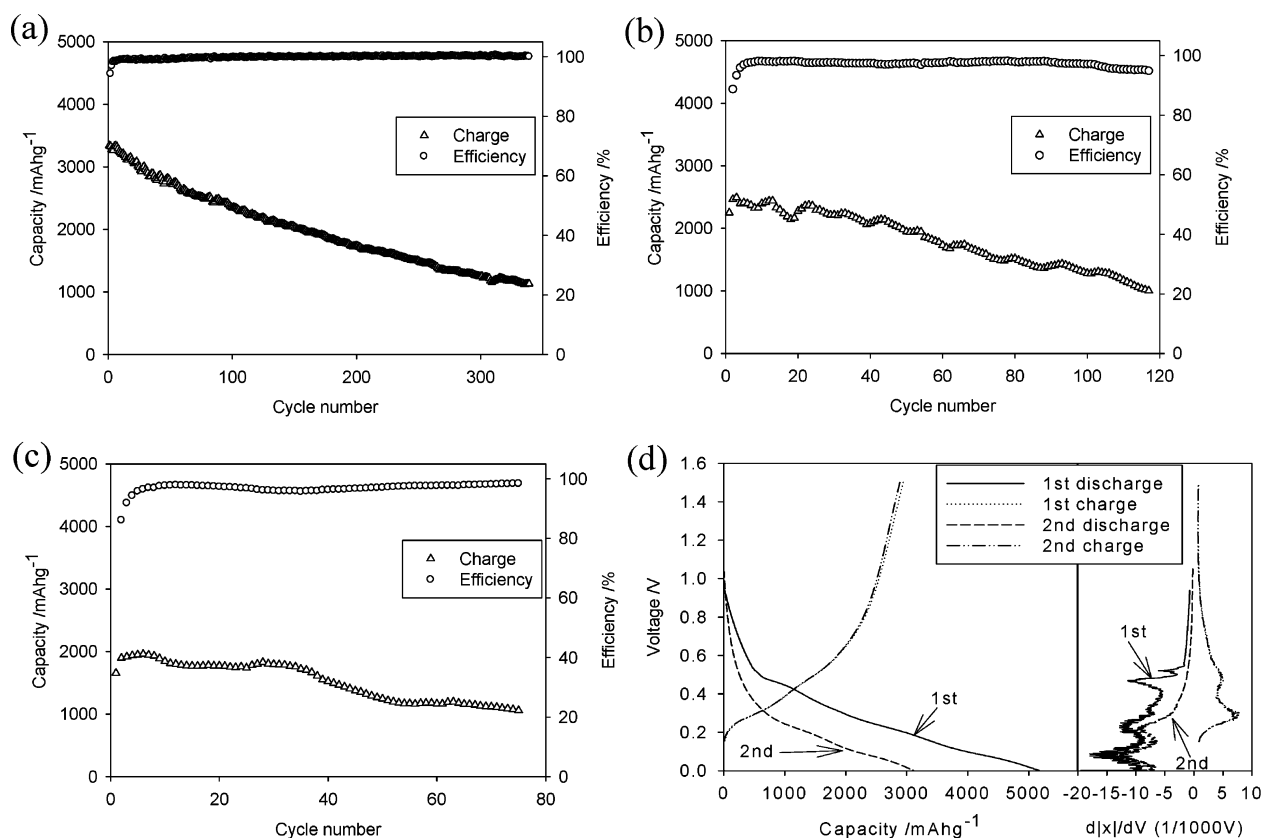 (a)
5000
4000
3000
2000
1000
0
Capacity /mAhg-1
100
80
60
40
20
0
Efficiency /%
Charge
Efficiency
0
100
200
300
Cycle number
(b)
5000
4000
3000
2000
1000
0
Capacity /mAhg-1
100
80
60
40
20
0
Efficiency /%
Charge
Efficiency
0
20
40
60
80
100
120
Cycle number
(c)
5000
4000
3000
2000
1000
0
Capacity /mAhg-1
100
80
60
40
20
0
Efficiency /%
Charge
Efficiency
0
20
40
60
80
Cycle number
(d)
1.6
1.4
1.2
1.0
0.8
0.6
0.4
0.2
0.0
Voltage /V
1st discharge
1st charge
2nd discharge
2nd charge
1st
2nd
1st
2nd
0
1000
2000
3000
4000
5000
Capacity /mAhg-1
-20
-15
-10
-5
0
5
10
d|x|/dV (1/1000V)